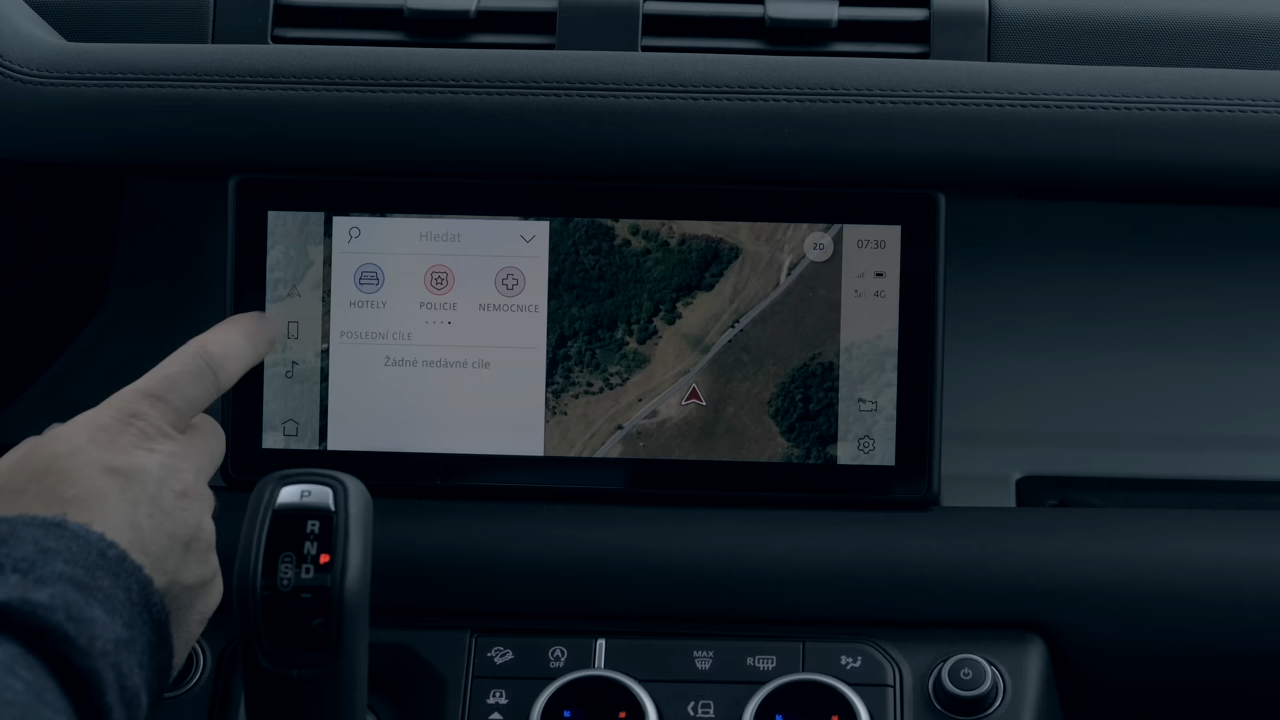 Hledat
2D
07:30
4G
HOTELY
POLICIE
NEMOCNICE
POSLEDNÍ CÍLE
Žádné nedávné cíle
P
R
N
P
S
D
A
OFF
MAX
R